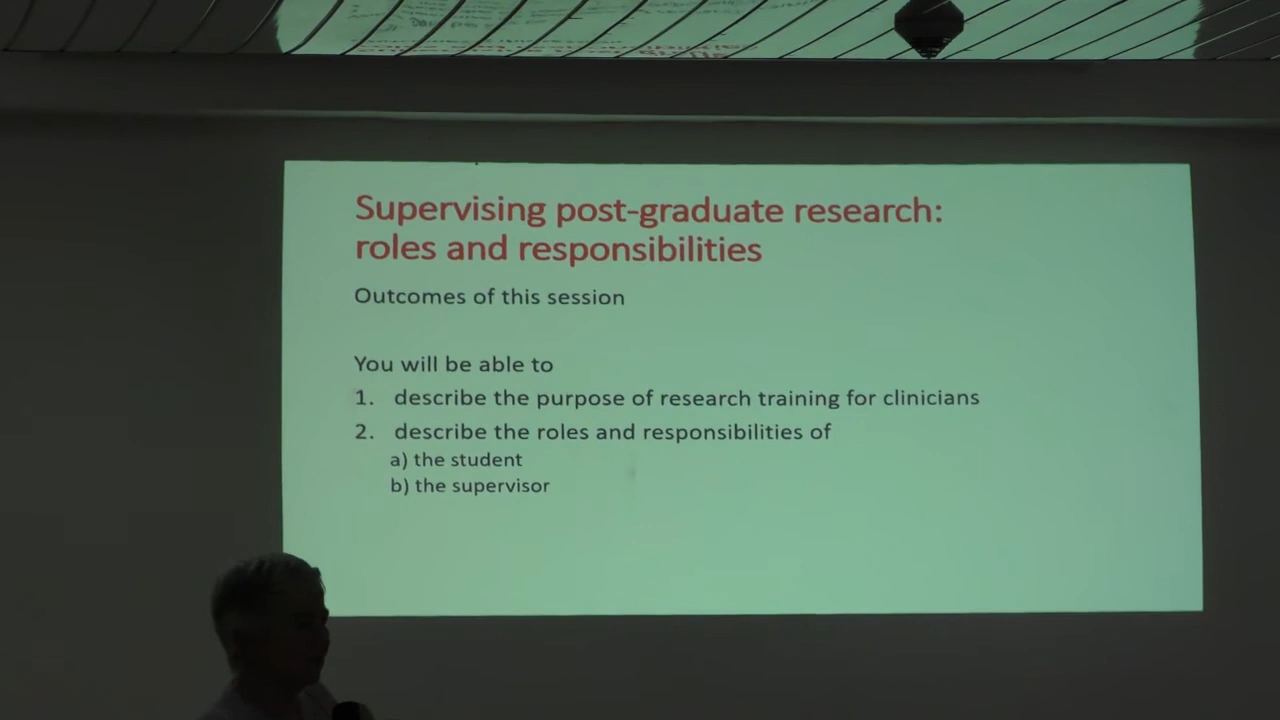 Supervising post-graduate research:
roles and responsibilities
Outcomes of this session
You will be able to
1. describe the purpose of research training for clinicians
2. describe the roles and responsibilities of
a) the student
b) the supervisor